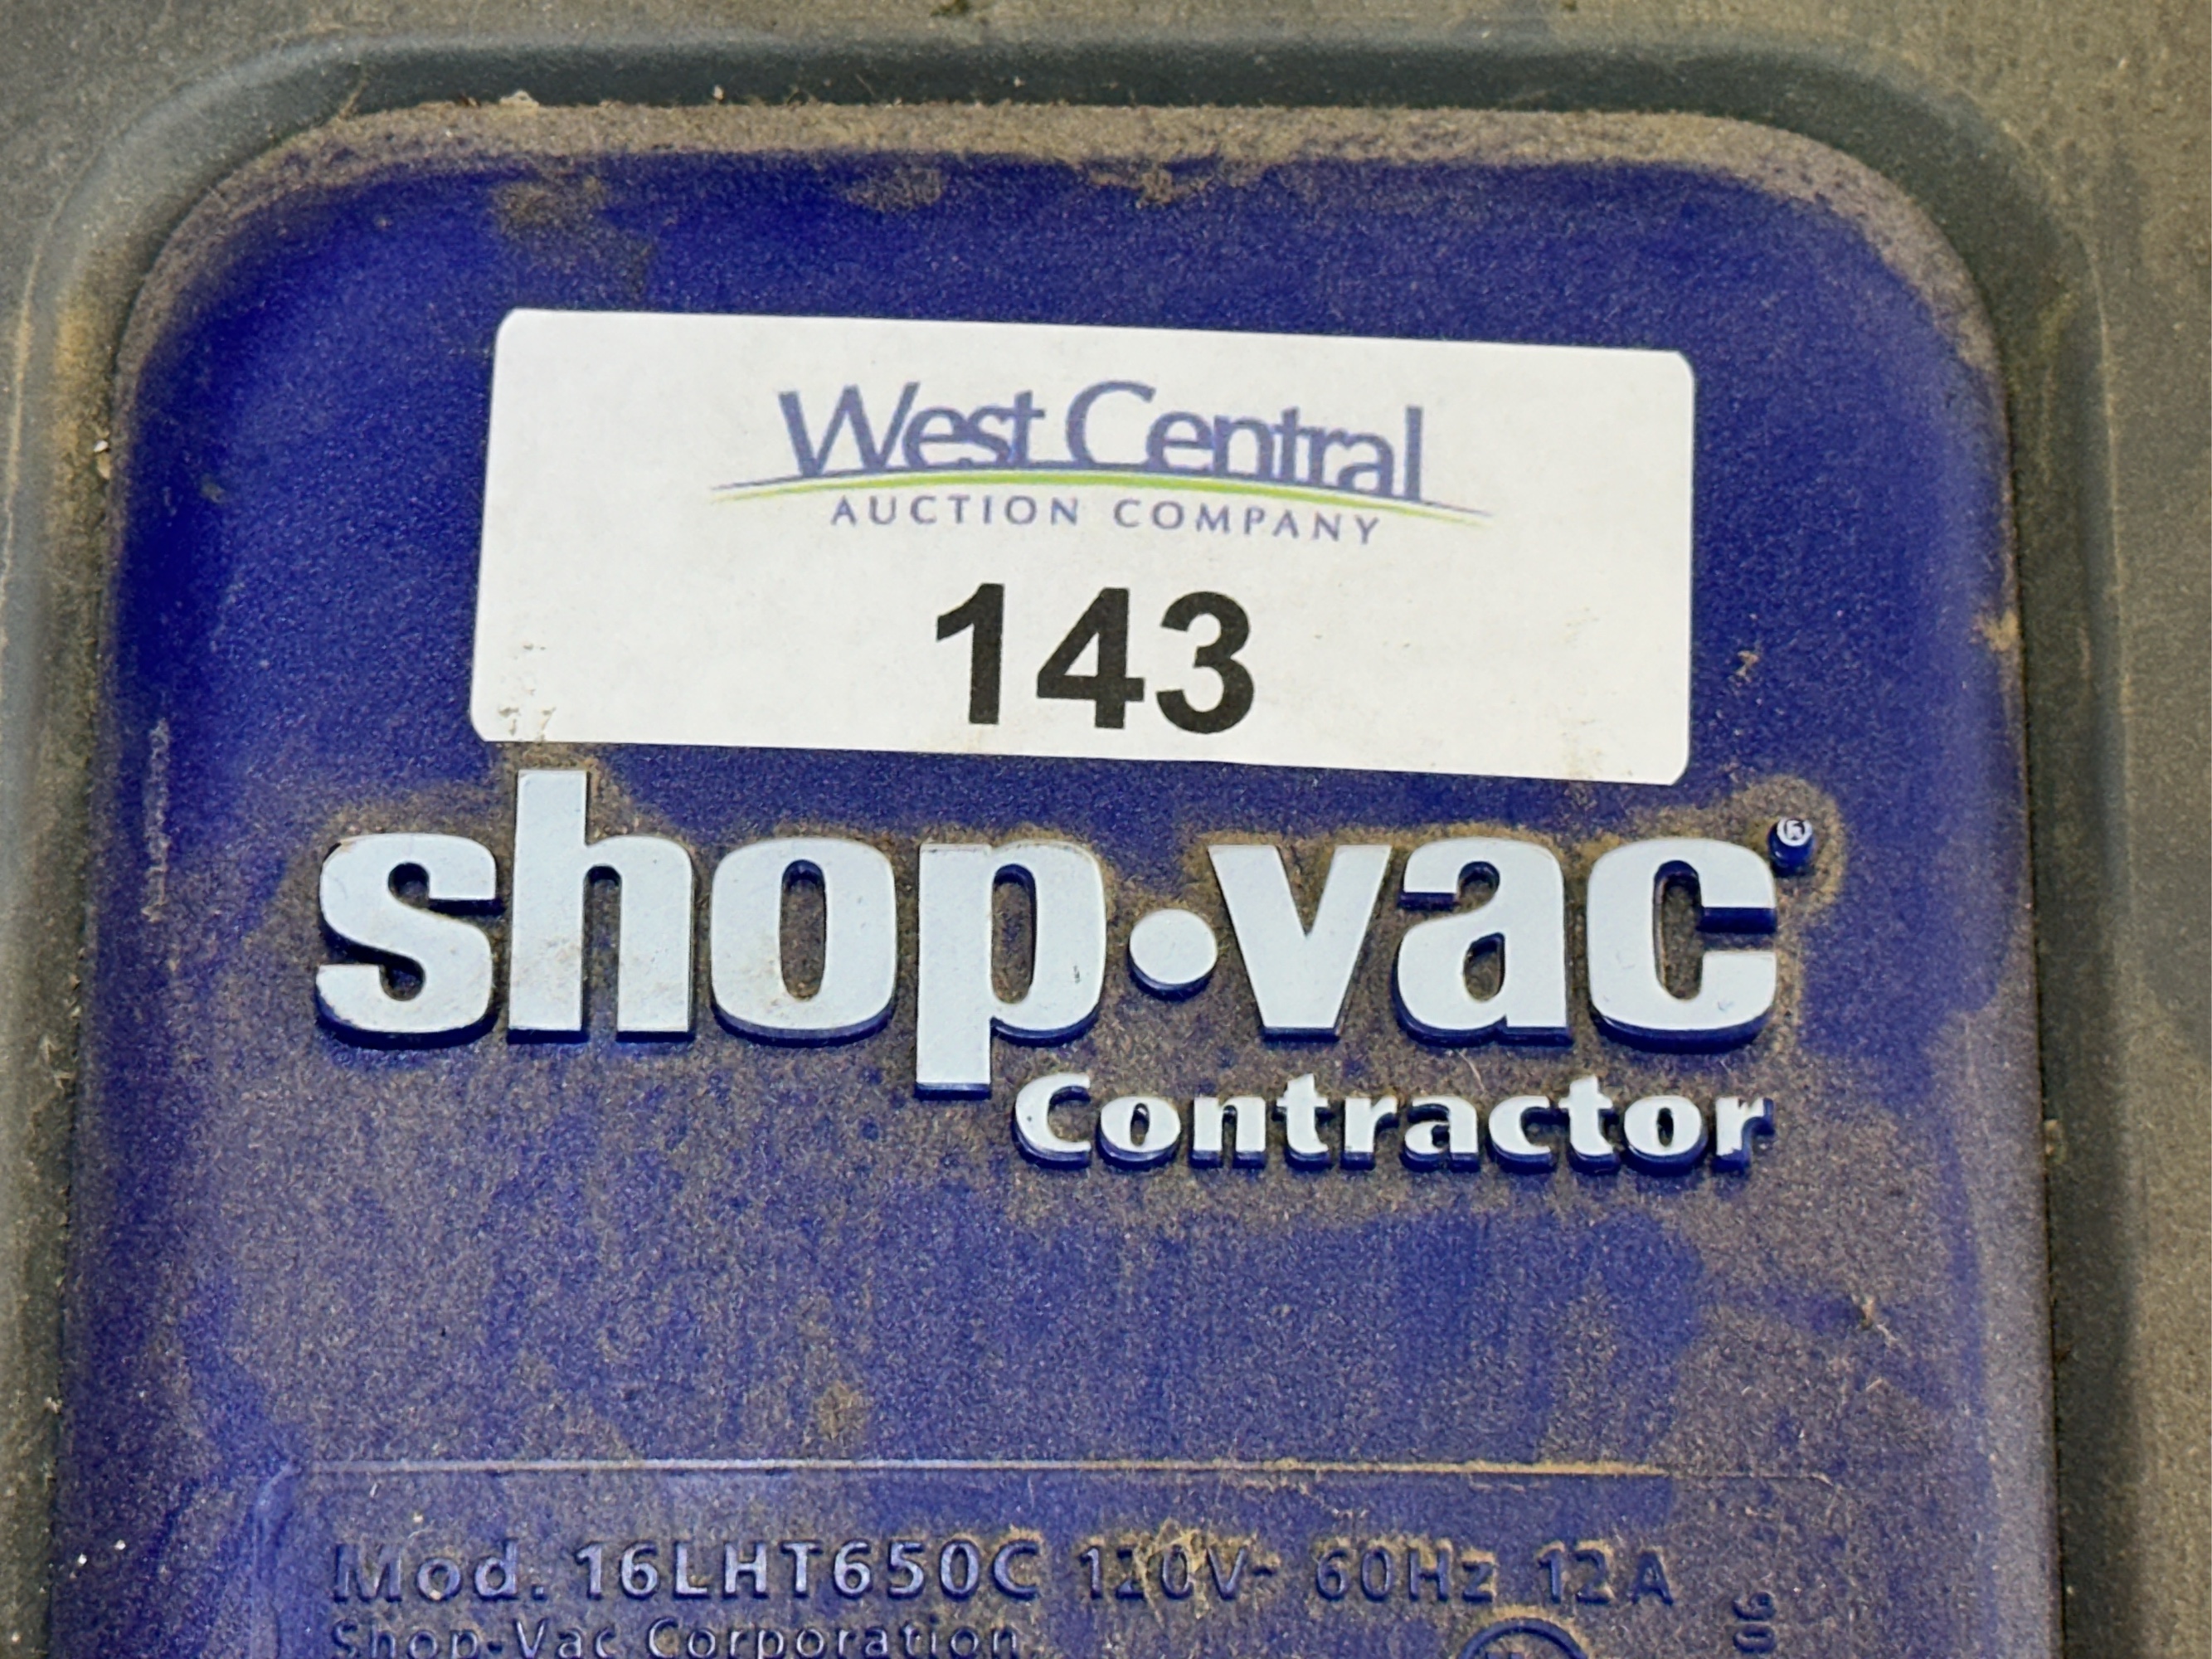 West Central
AUCTION COMPANY
143
shop•vac®
Contractor
Mod. 16LHT650C 120V~ 60Hz 12A
Shop-Vac Corporation